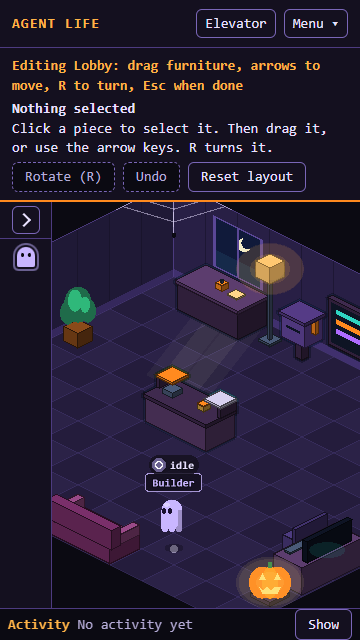 AGENT LIFE
Elevator
Menu ▾
Editing Lobby: drag furniture, arrows to
move, R to turn, Esc when done
Nothing selected
Click a piece to select it. Then drag it,
or use the arrow keys. R turns it.
Rotate (R)
Undo
Reset layout
idle
Builder
Activity No activity yet
Show